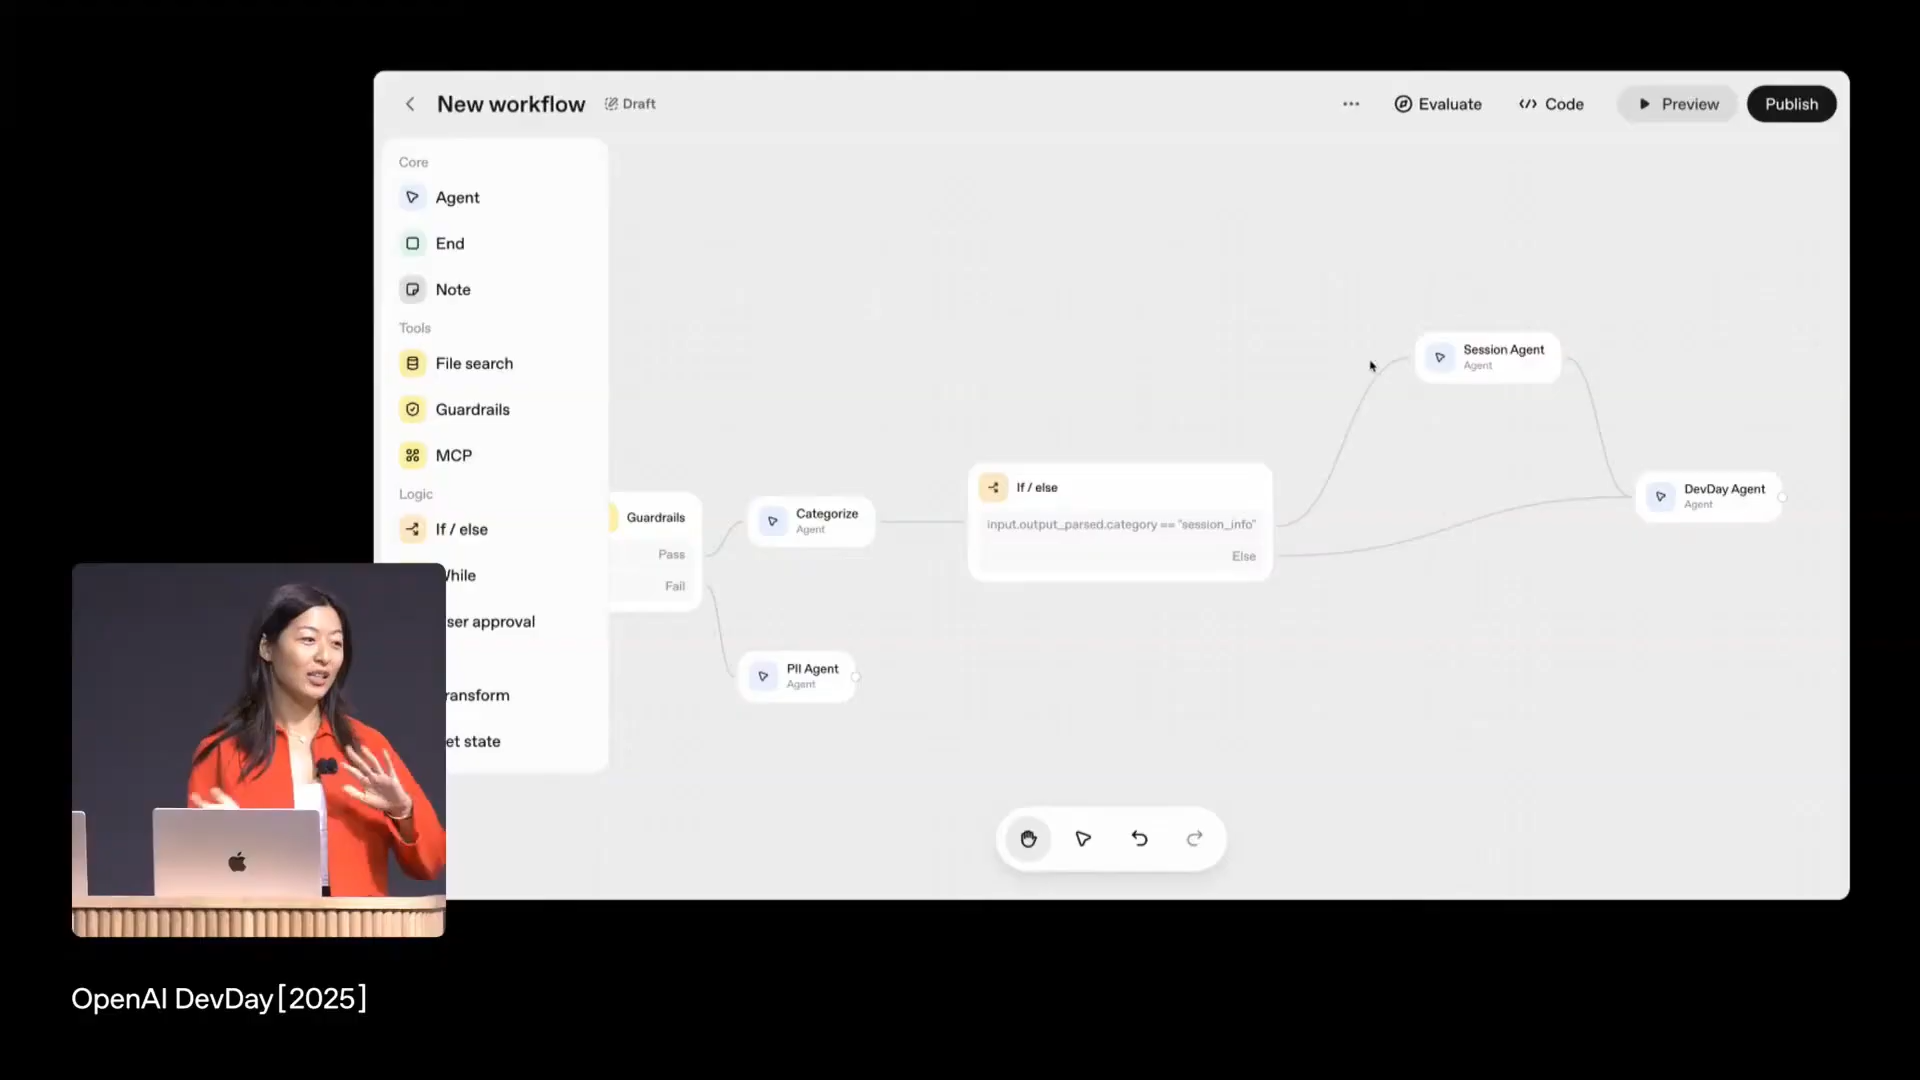 New workflow
Draft
Evaluate
Code
Preview
Publish
Core
Agent
End
Note
Tools
File search
Guardrails
MCP
Logic
If / else
While
ser approval
ransform
et state
Guardrails
Pass
Fail
Categorize
Agent
PII Agent
Agent
If / else
input.output_parsed.category == "session_info"
Else
Session Agent
Agent
DevDay Agent
Agent
OpenAI DevDay[2025]